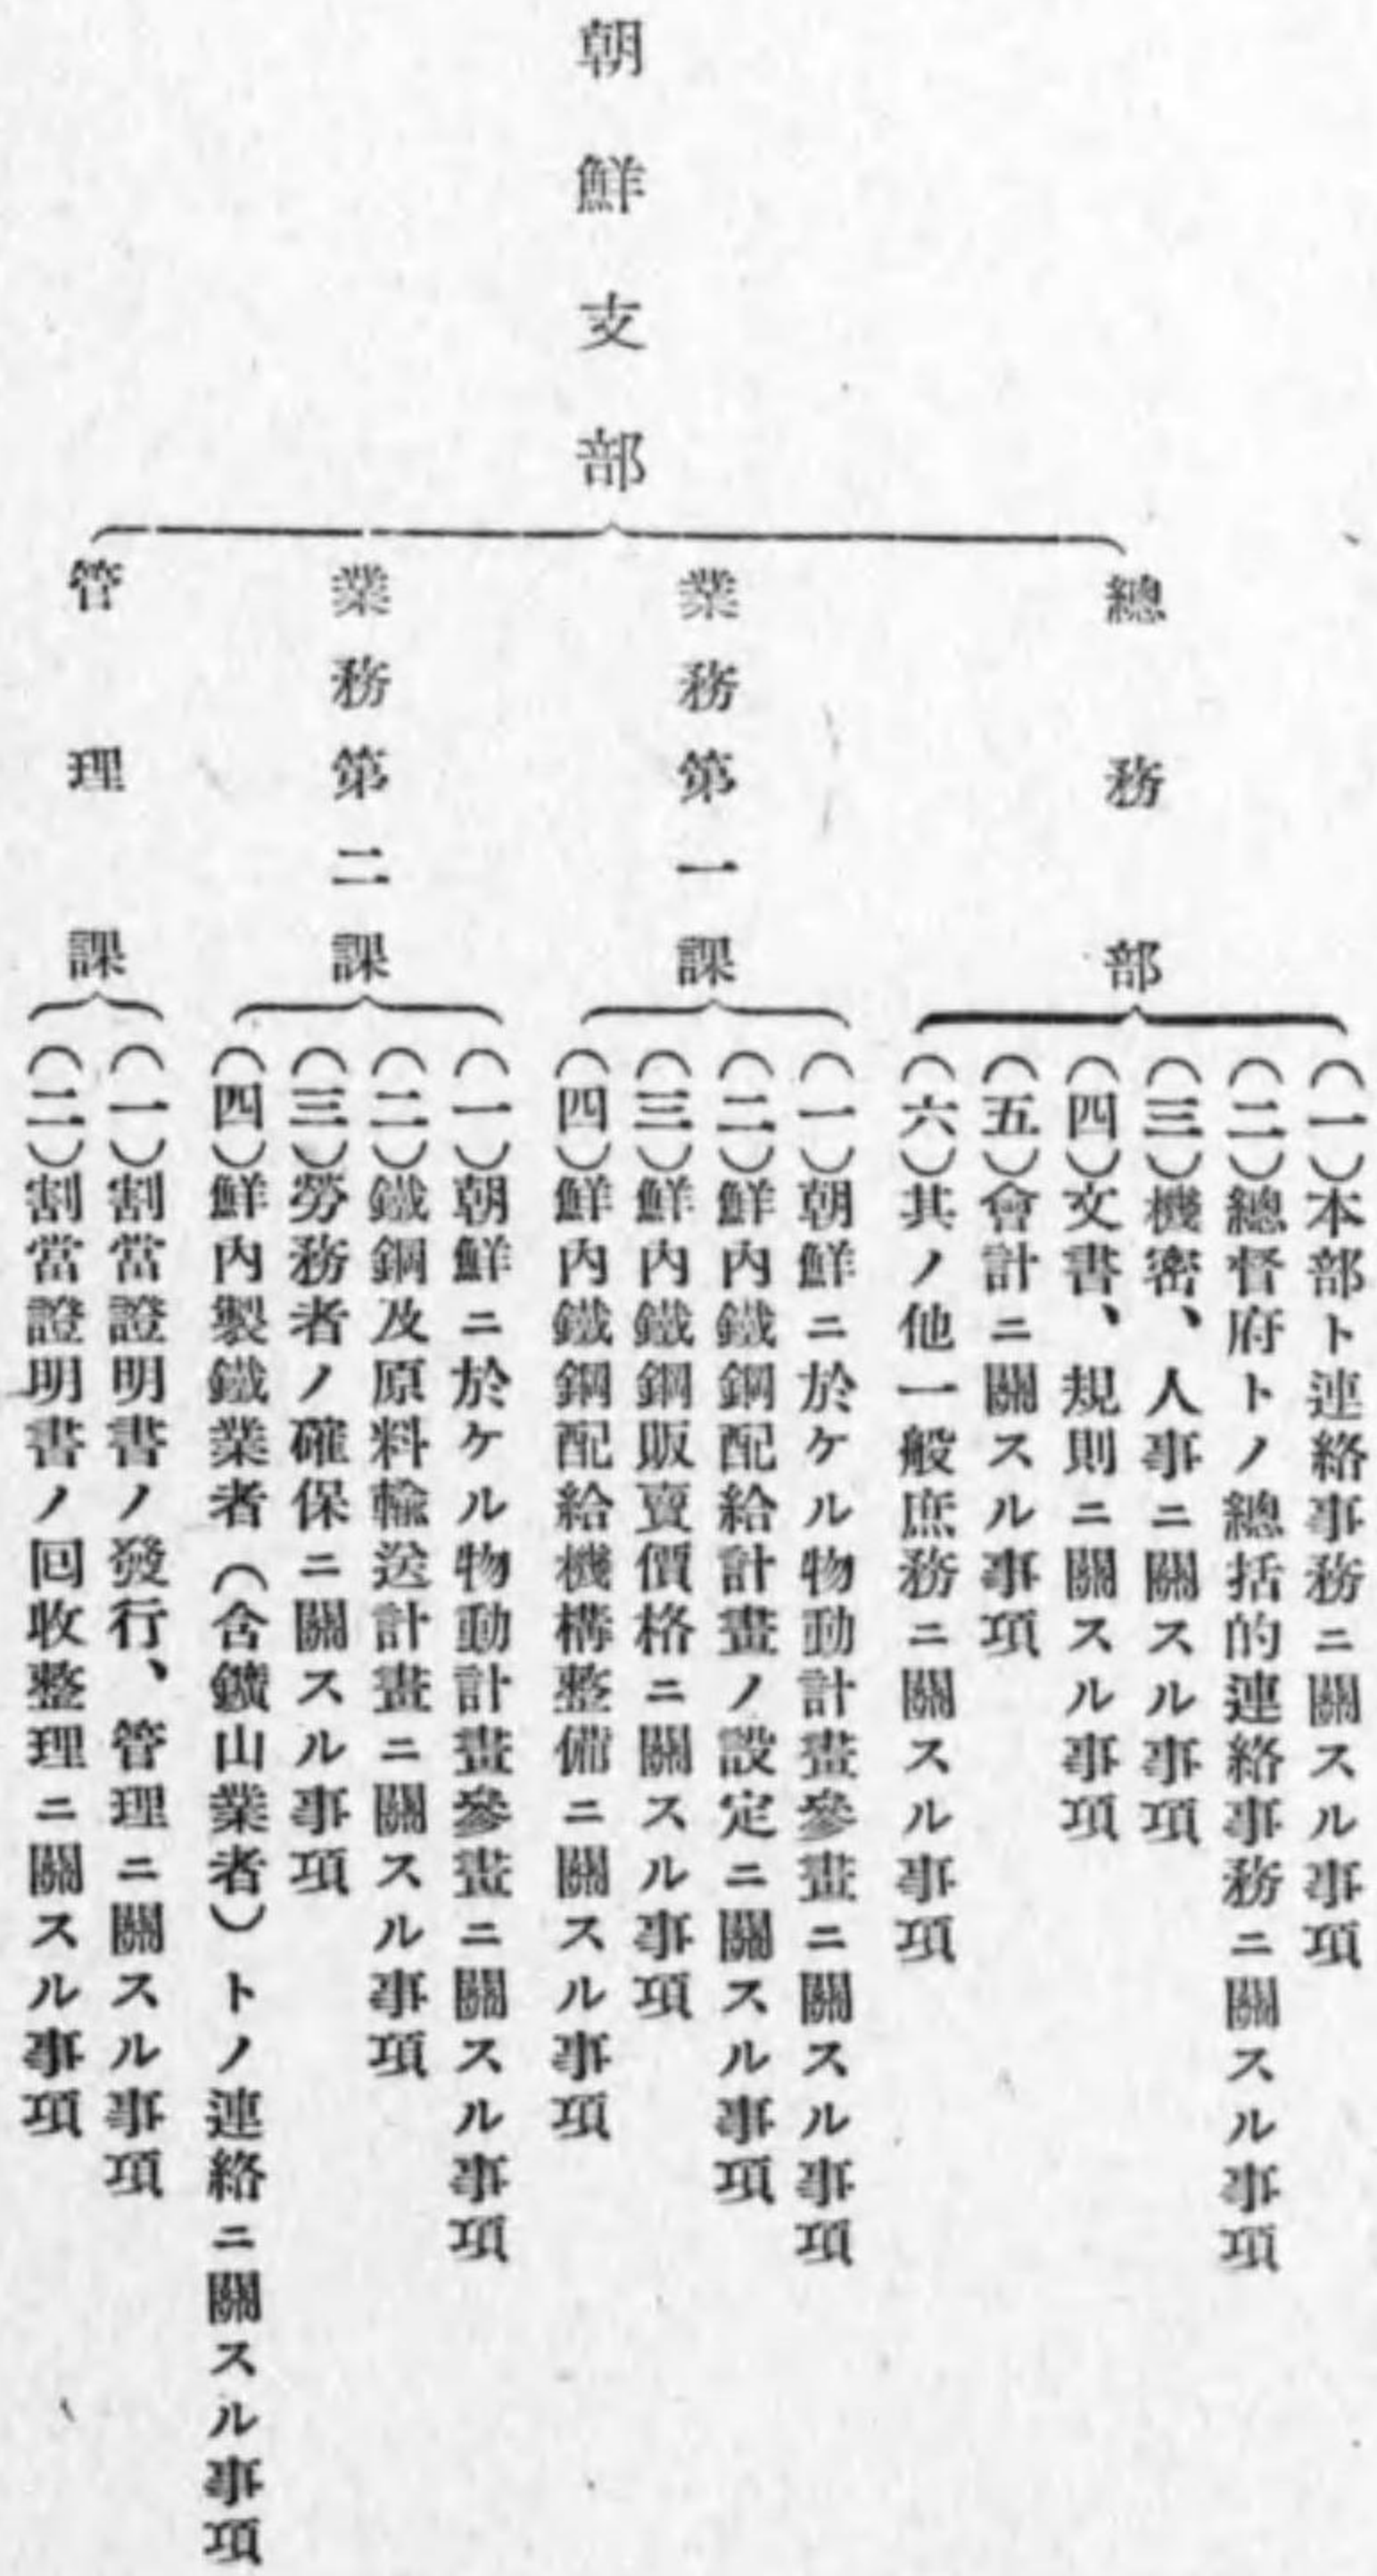 朝鮮支部
總務部
(一)本部ト連絡事務ニ關スル事項
(二)總督府トノ總括的連絡事務ニ關スル事項
(三)機密、人事ニ關スル事項
(四)文書、規則ニ關スル事項
(五)會計ニ關スル事項
(六)其ノ他一般庶務ニ關スル事項
業務第一課
(一)朝鮮ニ於ケル物動計畫參畫ニ關スル事項
(二)鮮內鐵鋼配給計畫ノ設定ニ關スル事項
(三)鮮內鐵鋼販賣價格ニ關スル事項
(四)鮮內鐵鋼配給機構整備ニ關スル事項
業務第二課
(一)朝鮮ニ於ケル物動計畫參畫ニ關スル事項
(二)鐵鋼及原料輸送計畫ニ關スル事項
(三)勞務者ノ確保ニ關スル事項
(四)鮮內製鐵業者(含鑛山業者)トノ連絡ニ關スル事項
管理課
(一)割當證明書ノ發行、管理ニ關スル事項
(二)割當證明書ノ回收整理ニ關スル事項